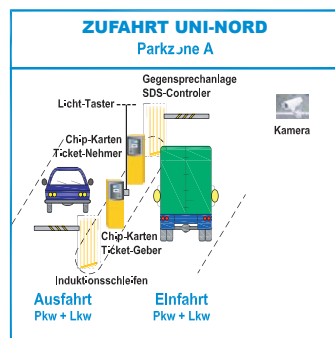 ZUFAHRT UNI-NORD
Parkzone A
Gegensprechanlage
SDS-Controler
Licht-Taster
Kamera
Chip-Karten
Ticket-Nehmer
Chip-Karten
Ticket-Geber
Induktionsschleifen
Ausfahrt
Pkw + Lkw
EInfahrt
Pkw + Lkw